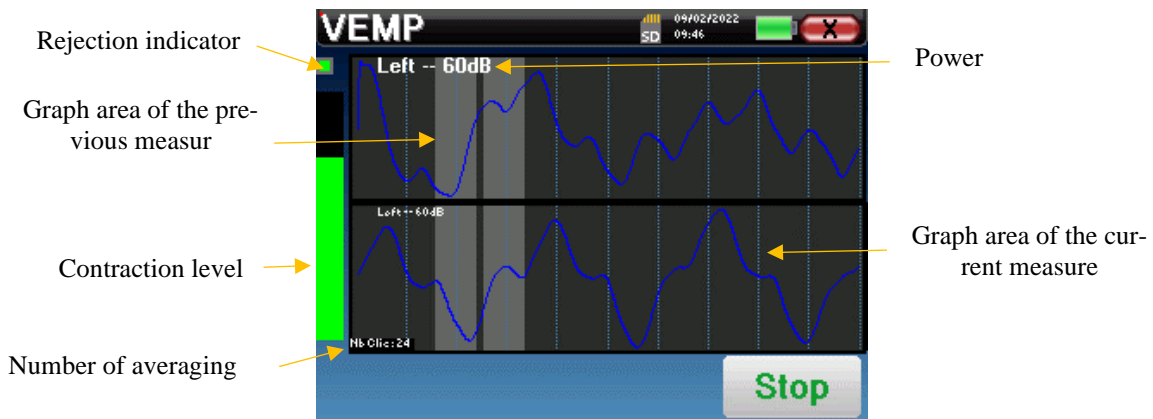 VEMP
SD
09/02/2022
09:46
X
Rejection indicator
Left -- 60dB
Power
Graph area of the pre-
vious measur
Left -- 60dB
Graph area of the cur-
rent measure
Contraction level
Nb Clic:24
Number of averaging
Stop